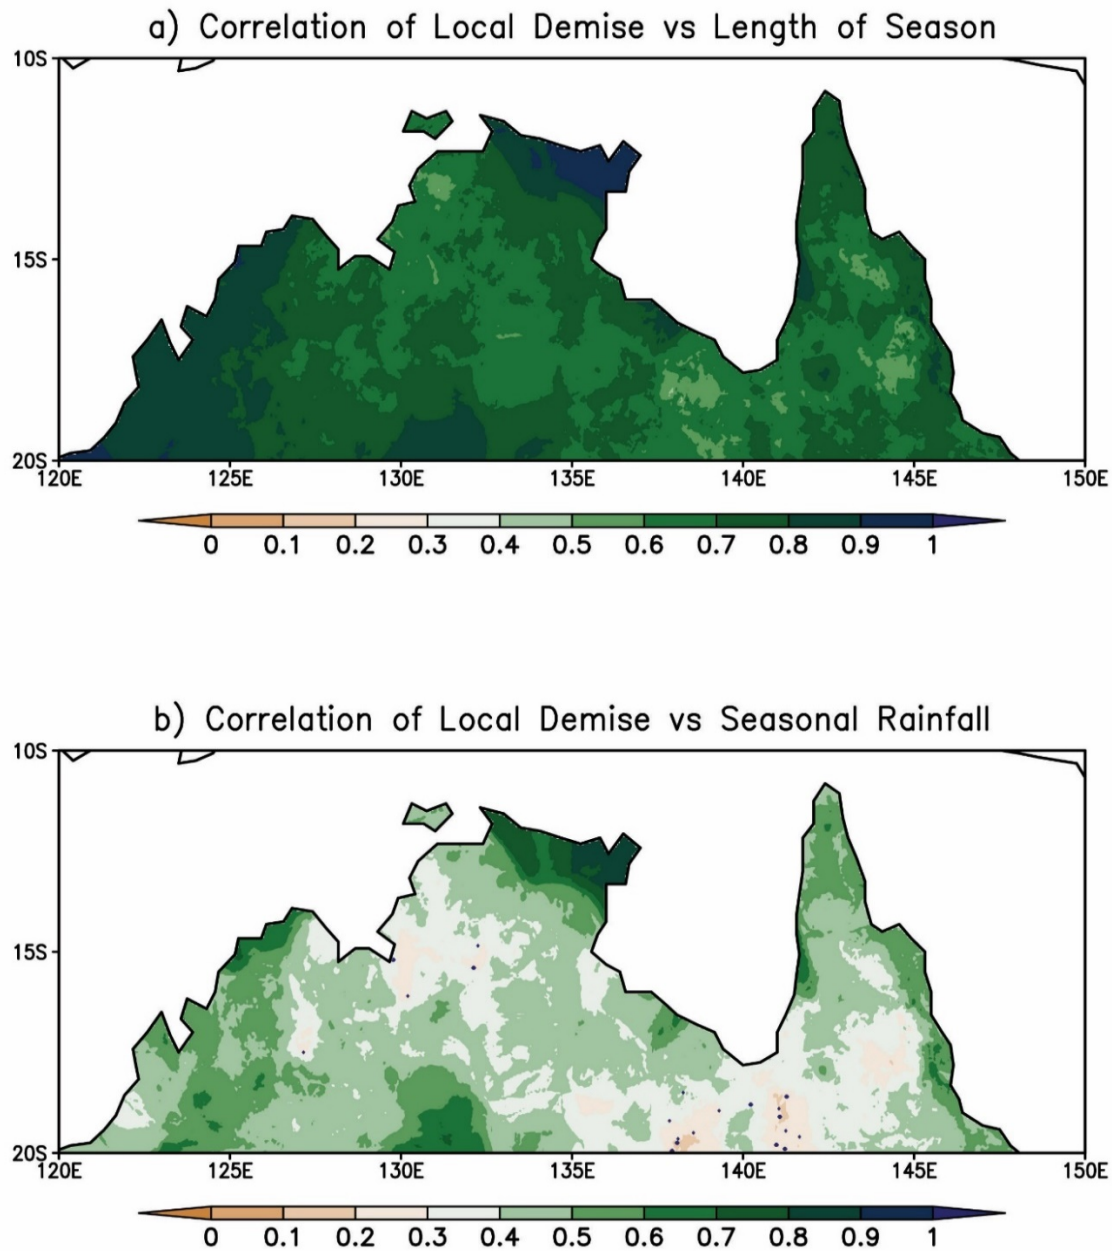 a) Correlation of Local Demise vs Length of Season
10S
15S
20S
120E 125E 130E 135E 140E 145E 150E
0 0.1 0.2 0.3 0.4 0.5 0.6 0.7 0.8 0.9 1
b) Correlation of Local Demise vs Seasonal Rainfall
10S
15S
20S
120E 125E 130E 135E 140E 145E 150E
0 0.1 0.2 0.3 0.4 0.5 0.6 0.7 0.8 0.9 1